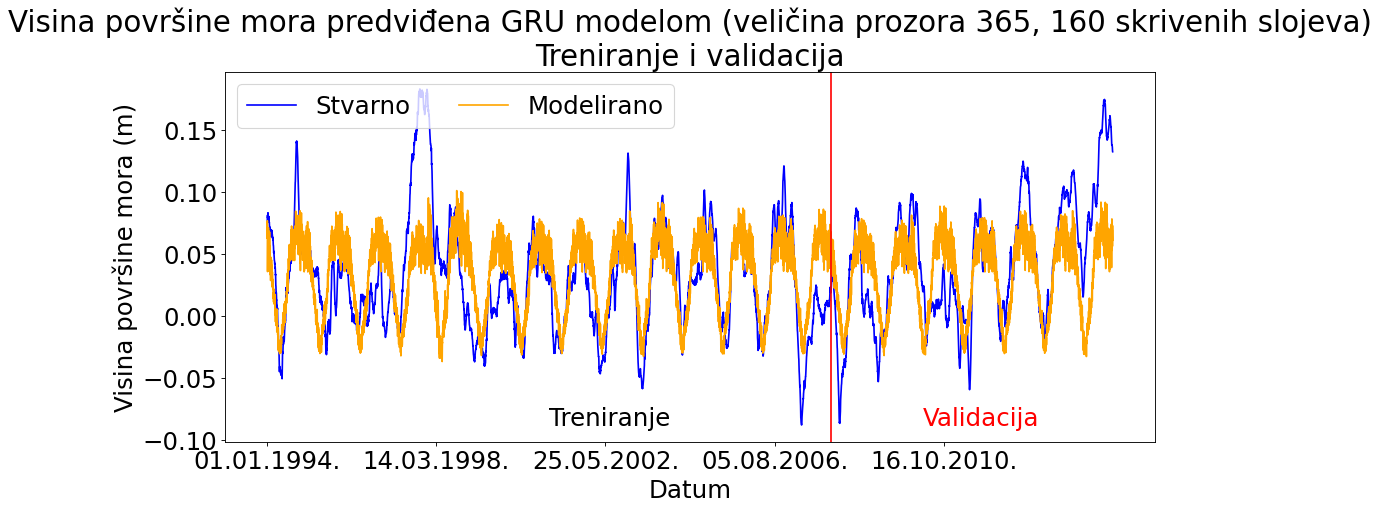 Visina površine mora predviđena GRU modelom (veličina prozora 365, 160 skrivenih slojeva)
Treniranje i validacija
Stvarno
Modelirano
Visina površine mora (m)
0.15
0.10
0.05
0.00
−0.05
−0.10
Treniranje
Validacija
01.01.1994.
14.03.1998.
25.05.2002.
05.08.2006.
16.10.2010.
Datum